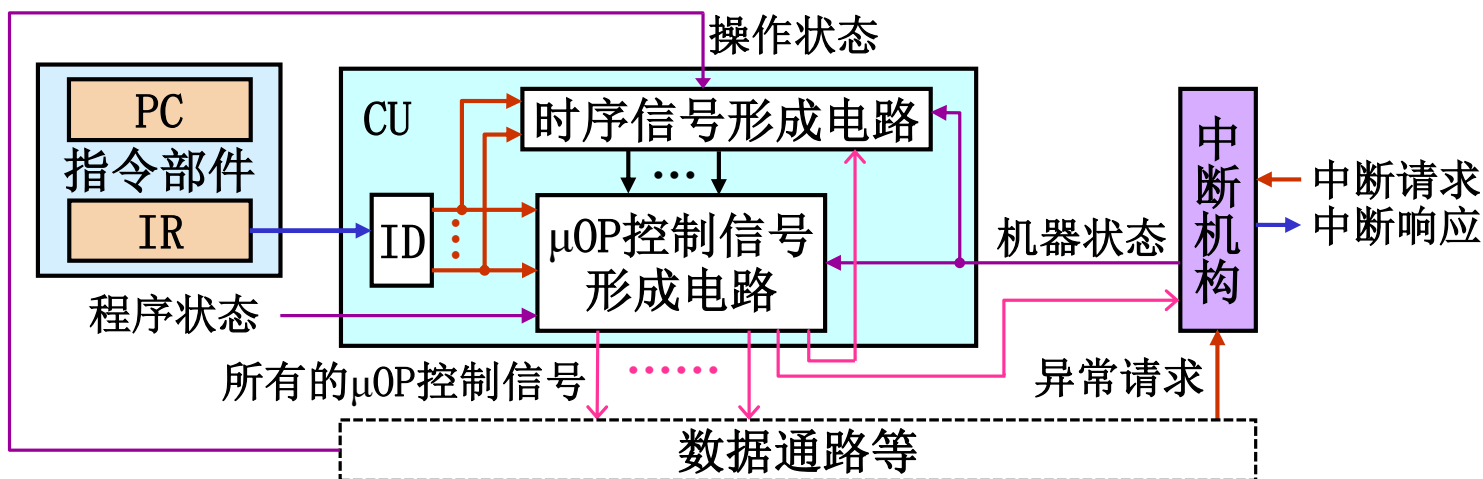 操作状态
CU
PC
时序信号形成电路
指令部件
中断机构
...
中断请求
IR
ID
μOP控制信号
形成电路
机器状态
中断响应
程序状态
所有的μOP控制信号
......
异常请求
数据通路等